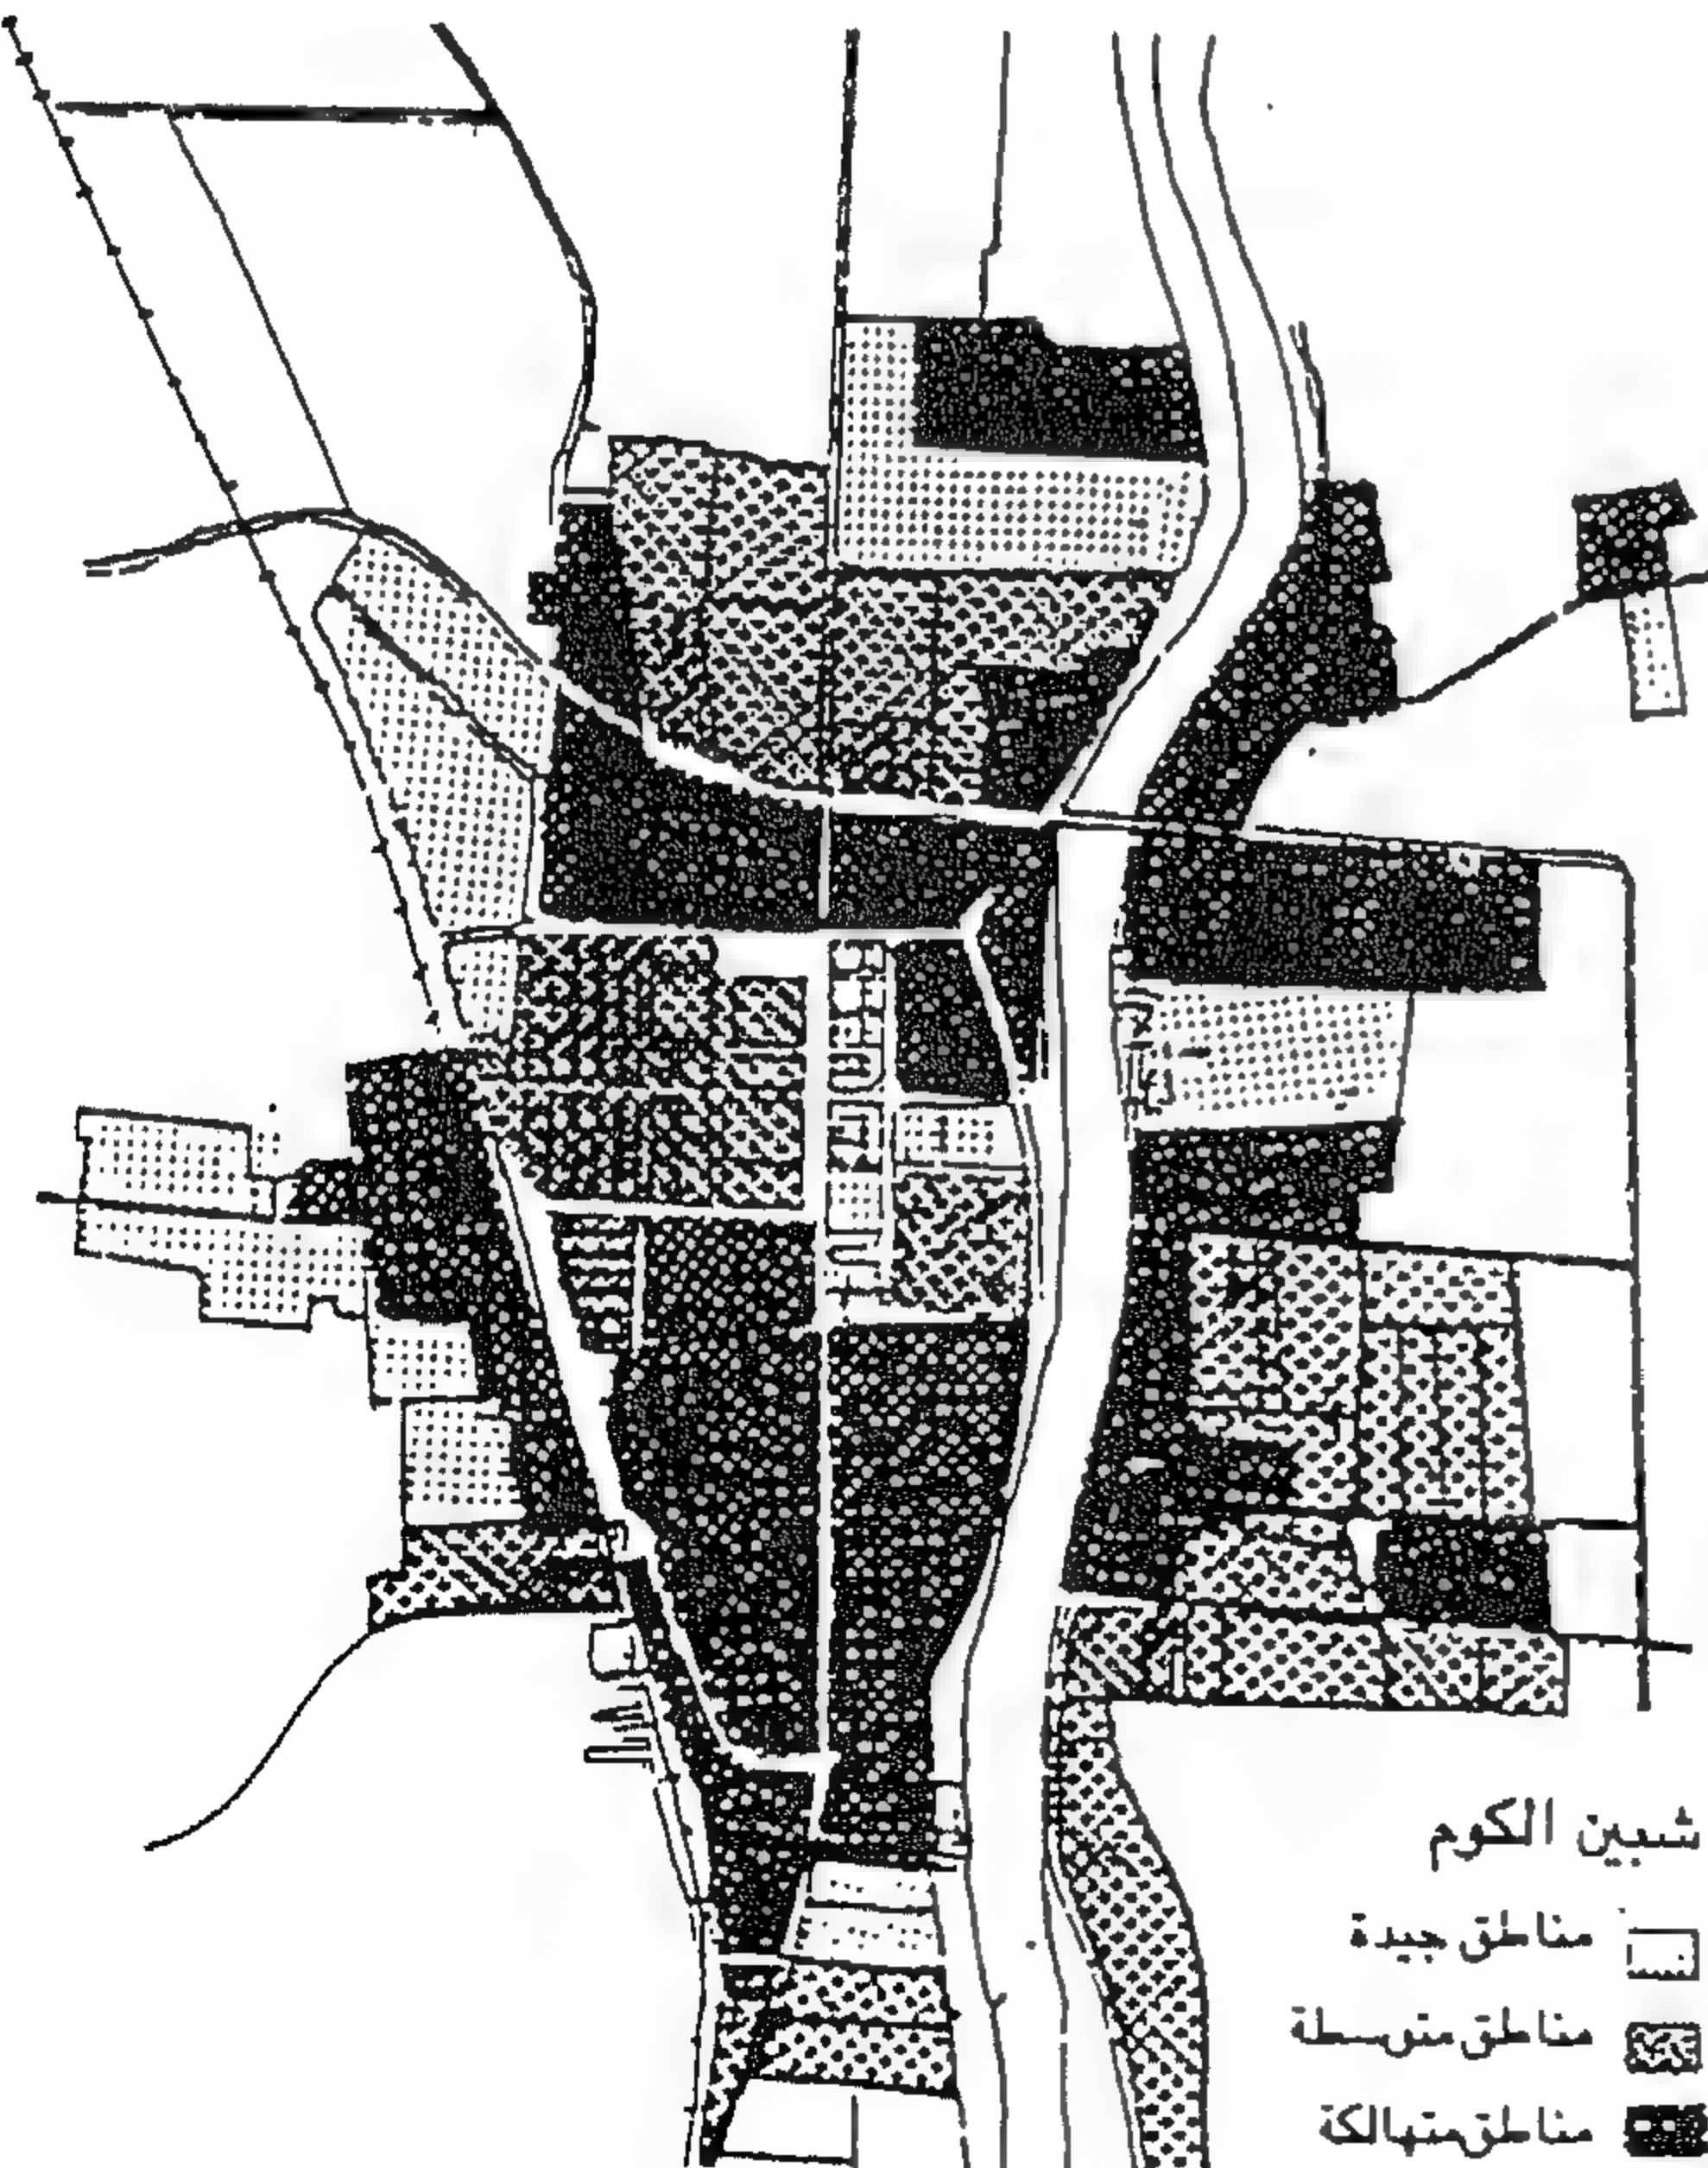 شبين الكوم
مناطق جيدة
مناطق متوسطة
مناطق متهالكة